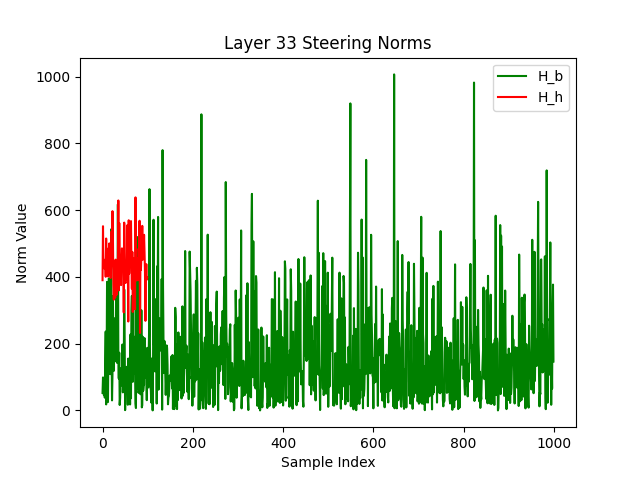 Layer 33 Steering Norms
H_b
H_h
Norm Value
1000
800
600
400
200
0
0 200 400 600 800 1000
Sample Index